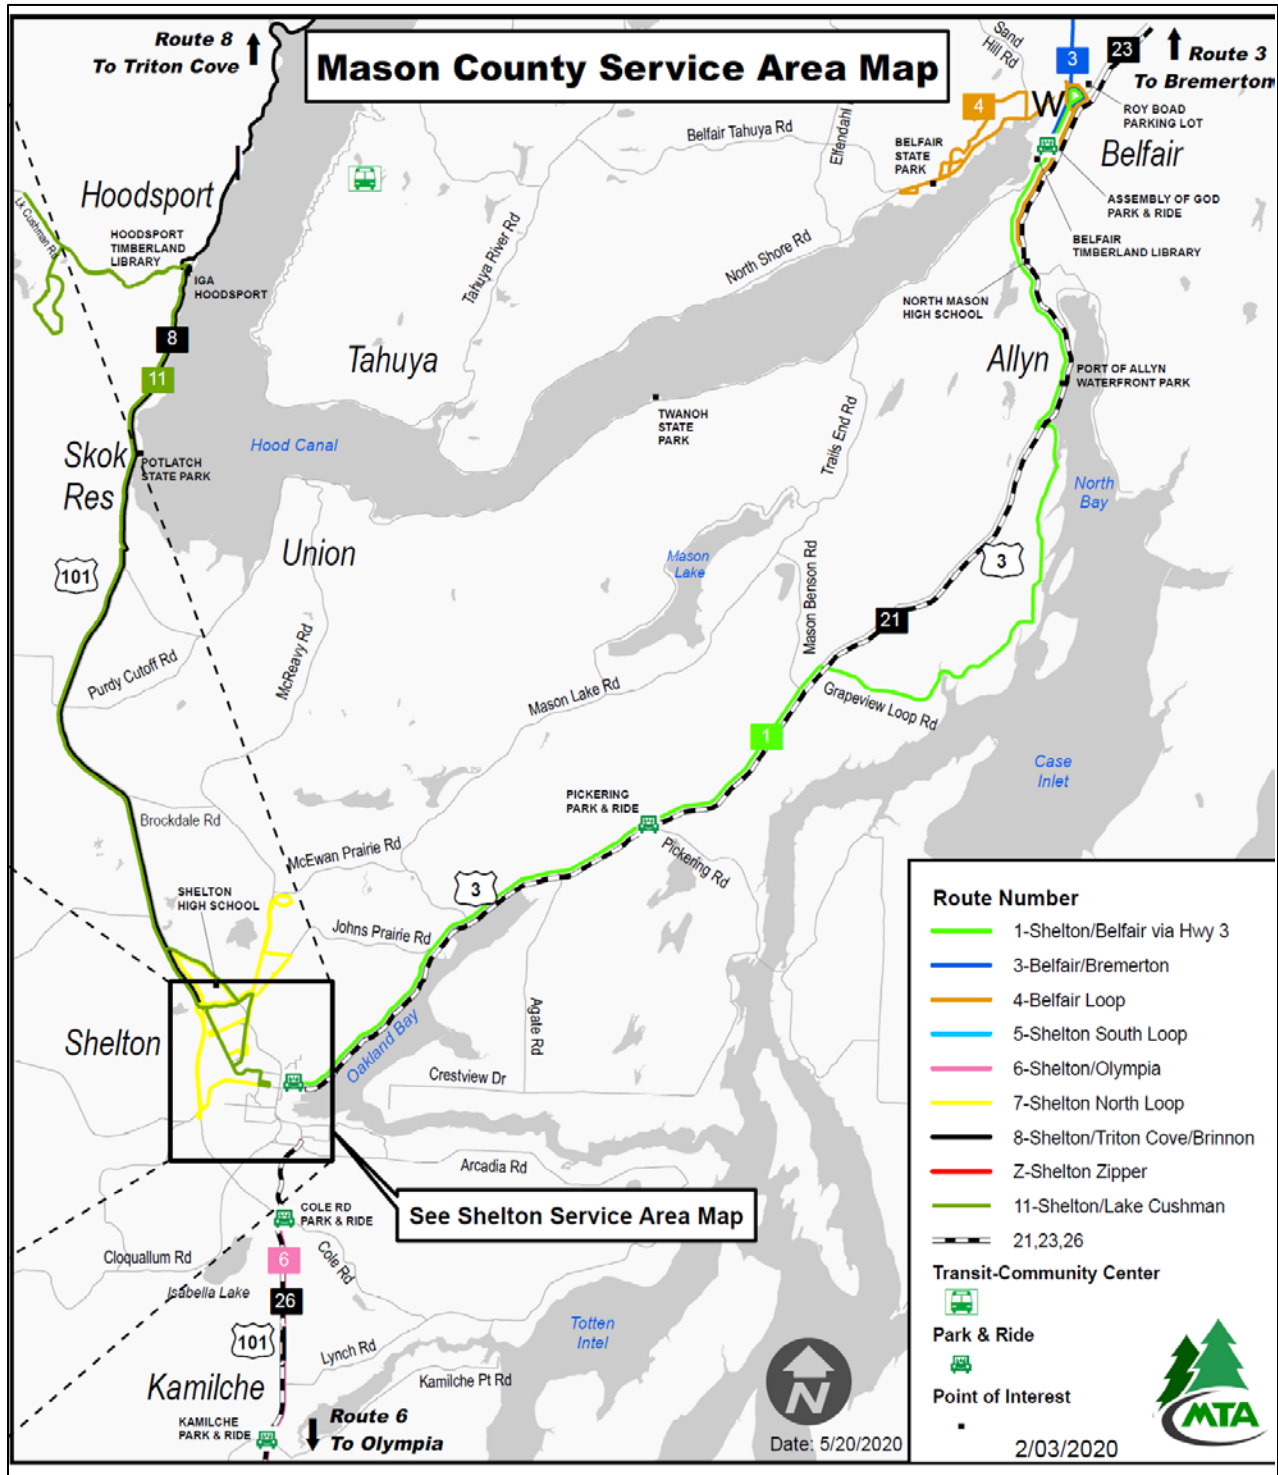 Route 8
To Triton Cove
Mason County Service Area Map
Sand
Hill Rd
3
23
Route 3
To Bremerton
4
W
ROY BOAD
PARKING LOT
Belfair Tahuya Rd
Elfendahl
BELFAIR
STATE
PARK
Belfair
Hoodsport
Lk Cushman Rd
ASSEMBLY OF GOD
PARK & RIDE
HOODSPORT
TIMBERLAND
LIBRARY
BELFAIR
TIMBERLAND LIBRARY
Tahuya River Rd
North Shore Rd
IGA
HOODSPORT
NORTH MASON
HIGH SCHOOL
8
Tahuya
Allyn
11
PORT OF ALLYN
WATERFRONT PARK
TWANOH
STATE
PARK
Trails End Rd
Hood Canal
Skok
Res
POTLATCH
STATE PARK
North
Bay
Union
Mason
Lake
101
3
Mason Benson Rd
21
McReavy Rd
Purdy Cutoff Rd
Mason Lake Rd
Grapeview Loop Rd
1
Case
Inlet
PICKERING
PARK & RIDE
Brockdale Rd
McEwan Prairie Rd
Pickering Rd
SHELTON
HIGH SCHOOL
3
Johns Prairie Rd
Shelton
Oakland Bay
Agate Rd
Crestview Dr
Arcadia Rd
COLE RD
PARK & RIDE
See Shelton Service Area Map
Cloquallum Rd
6
Cole Rd
Isabella Lake
26
101
Totten
Intel
Lynch Rd
Kamilche
Kamilche Pt Rd
KAMILCHE
PARK & RIDE
Route 6
To Olympia
N
Date: 5/20/2020
Route Number
1-Shelton/Belfair via Hwy 3
3-Belfair/Bremerton
4-Belfair Loop
5-Shelton South Loop
6-Shelton/Olympia
7-Shelton North Loop
8-Shelton/Triton Cove/Brinnon
Z-Shelton Zipper
11-Shelton/Lake Cushman
21,23,26
Transit-Community Center
Park & Ride
Point of Interest
MTA
2/03/2020